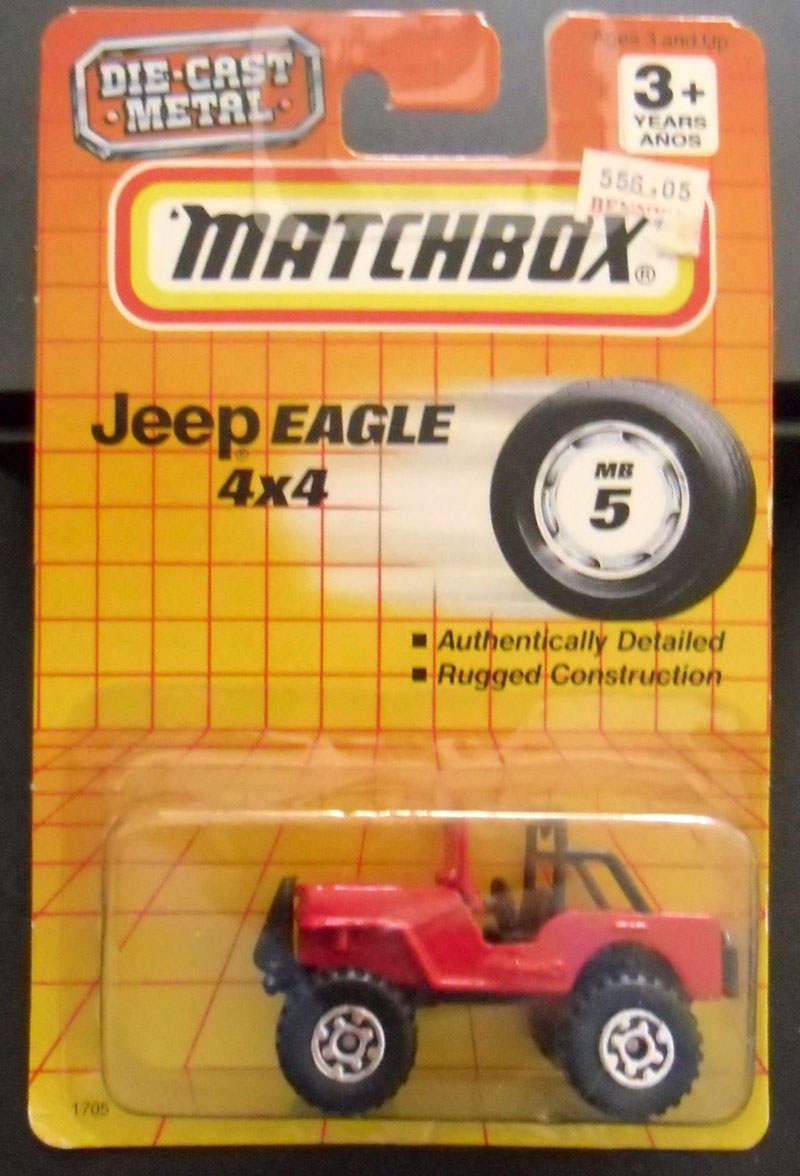 Ages 3 and Up
DIE-CAST
METAL
3+
YEARS
AÑOS
556.05
MATCHBOX®
Jeep® EAGLE
4x4
MB
5
■ Authentically Detailed
■ Rugged Construction
1705